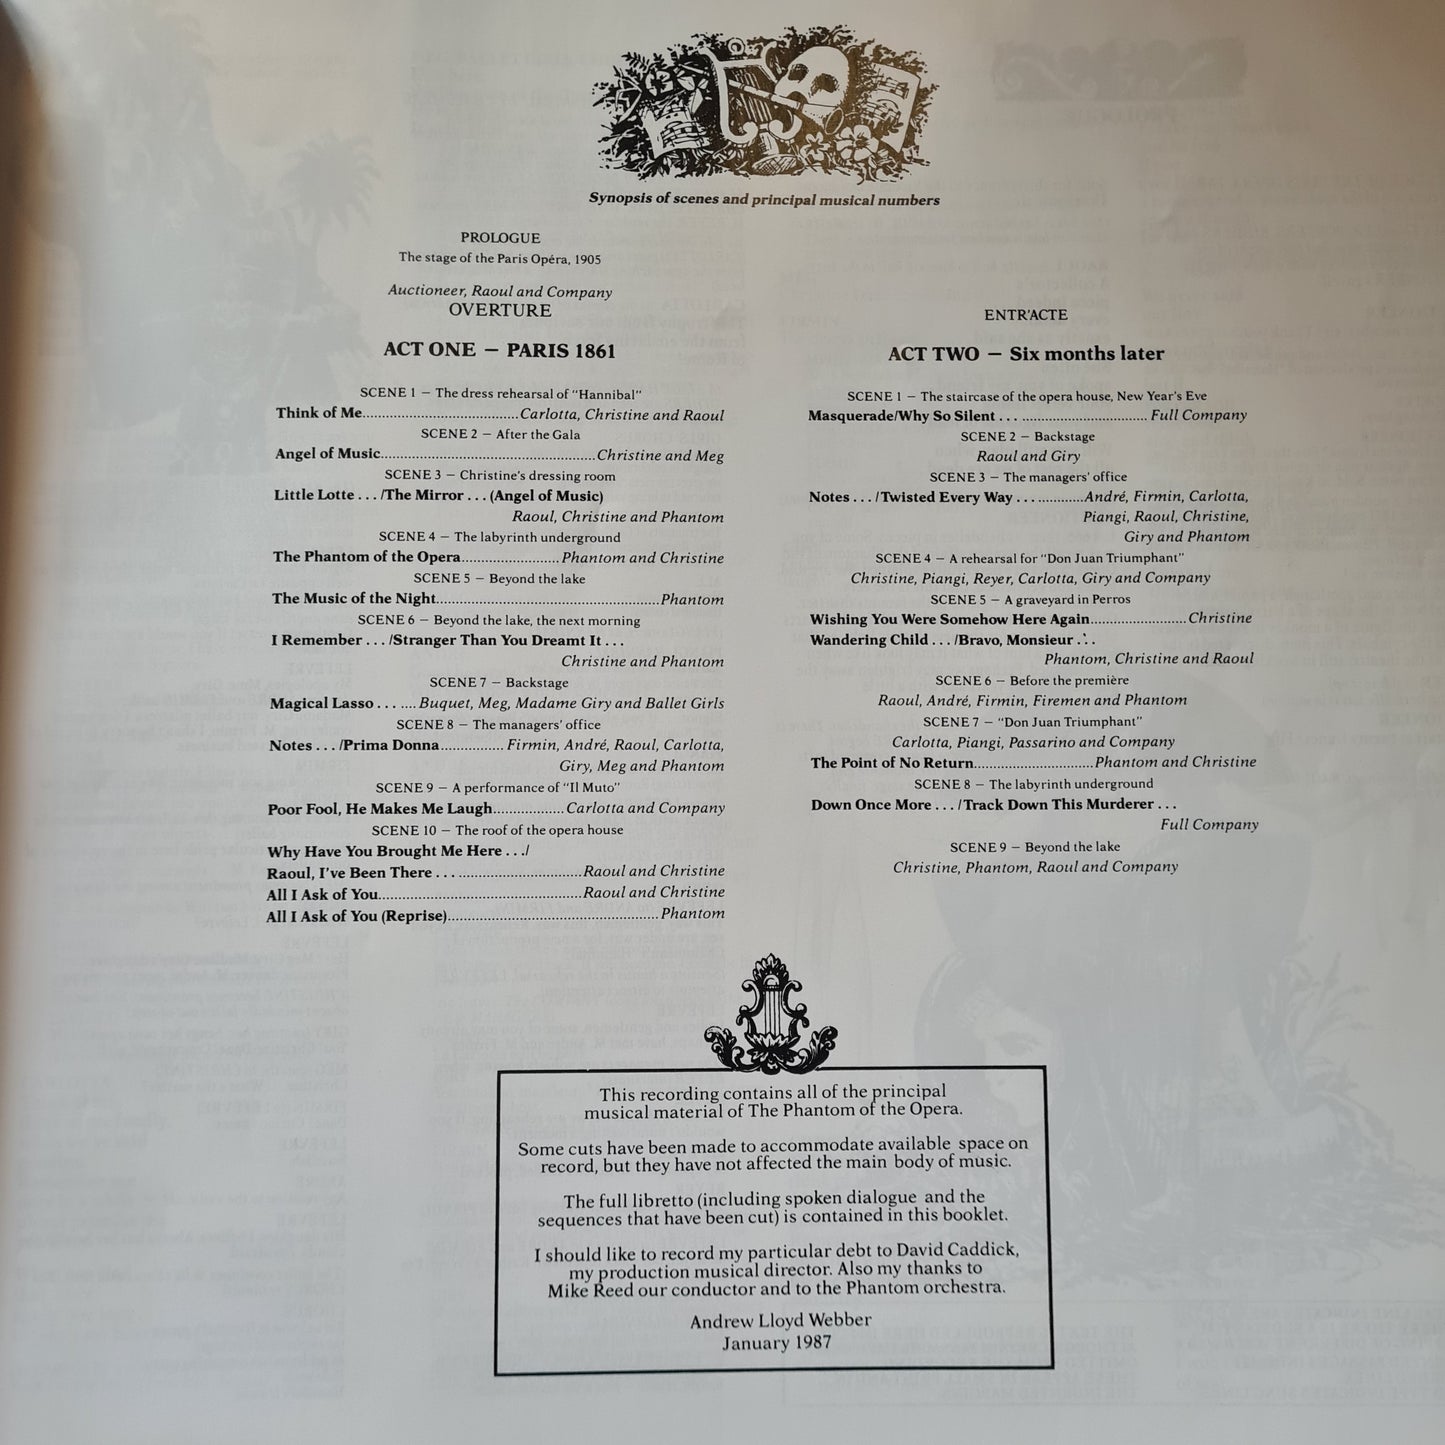 Synopsis of scenes and principal musical numbers
PROLOGUE
The stage of the Paris Opéra, 1905
Auctioneer, Raoul and Company
OVERTURE
ACT ONE — PARIS 1861
SCENE 1 — The dress rehearsal of "Hannibal"
Think of Me......................................Carlotta, Christine and Raoul
SCENE 2 — After the Gala
Angel of Music....................................................Christine and Meg
SCENE 3 — Christine's dressing room
Little Lotte . . . /The Mirror . . . (Angel of Music)
Raoul, Christine and Phantom
SCENE 4 — The labyrinth underground
The Phantom of the Opera........................Phantom and Christine
SCENE 5 — Beyond the lake
The Music of the Night......................................................Phantom
SCENE 6 — Beyond the lake, the next morning
I Remember . . . /Stranger Than You Dreamt It . . .
Christine and Phantom
SCENE 7 — Backstage
Magical Lasso . . . ....Buquet, Meg, Madame Giry and Ballet Girls
SCENE 8 — The managers' office
Notes . . . /Prima Donna................Firmin, André, Raoul, Carlotta,
Giry, Meg and Phantom
SCENE 9 — A performance of "Il Muto"
Poor Fool, He Makes Me Laugh.................Carlotta and Company
SCENE 10 — The roof of the opera house
Why Have You Brought Me Here . . ./
Raoul, I've Been There . . . ..............................Raoul and Christine
All I Ask of You.................................................Raoul and Christine
All I Ask of You (Reprise)...................................................Phantom
ENTR'ACTE
ACT TWO — Six months later
SCENE 1 — The staircase of the opera house, New Year's Eve
Masquerade/Why So Silent . . . ..............................Full Company
SCENE 2 — Backstage
Raoul and Giry
SCENE 3 — The managers' office
Notes . . . /Twisted Every Way . . . ...........André, Firmin, Carlotta,
Piangi, Raoul, Christine,
Giry and Phantom
SCENE 4 — A rehearsal for "Don Juan Triumphant"
Christine, Piangi, Reyer, Carlotta, Giry and Company
SCENE 5 — A graveyard in Perros
Wishing You Were Somehow Here Again.......................Christine
Wandering Child . . . /Bravo, Monsieur . . .
Phantom, Christine and Raoul
SCENE 6 — Before the première
Raoul, André, Firmin, Firemen and Phantom
SCENE 7 — "Don Juan Triumphant"
Carlotta, Piangi, Passarino and Company
The Point of No Return.............................Phantom and Christine
SCENE 8 — The labyrinth underground
Down Once More . . . /Track Down This Murderer . . .
Full Company
SCENE 9 — Beyond the lake
Christine, Phantom, Raoul and Company
This recording contains all of the principal
musical material of The Phantom of the Opera.
Some cuts have been made to accommodate available space on
record, but they have not affected the main body of music.
The full libretto (including spoken dialogue and the
sequences that have been cut) is contained in this booklet.
I should like to record my particular debt to David Caddick,
my production musical director. Also my thanks to
Mike Reed our conductor and to the Phantom orchestra.
Andrew Lloyd Webber
January 1987